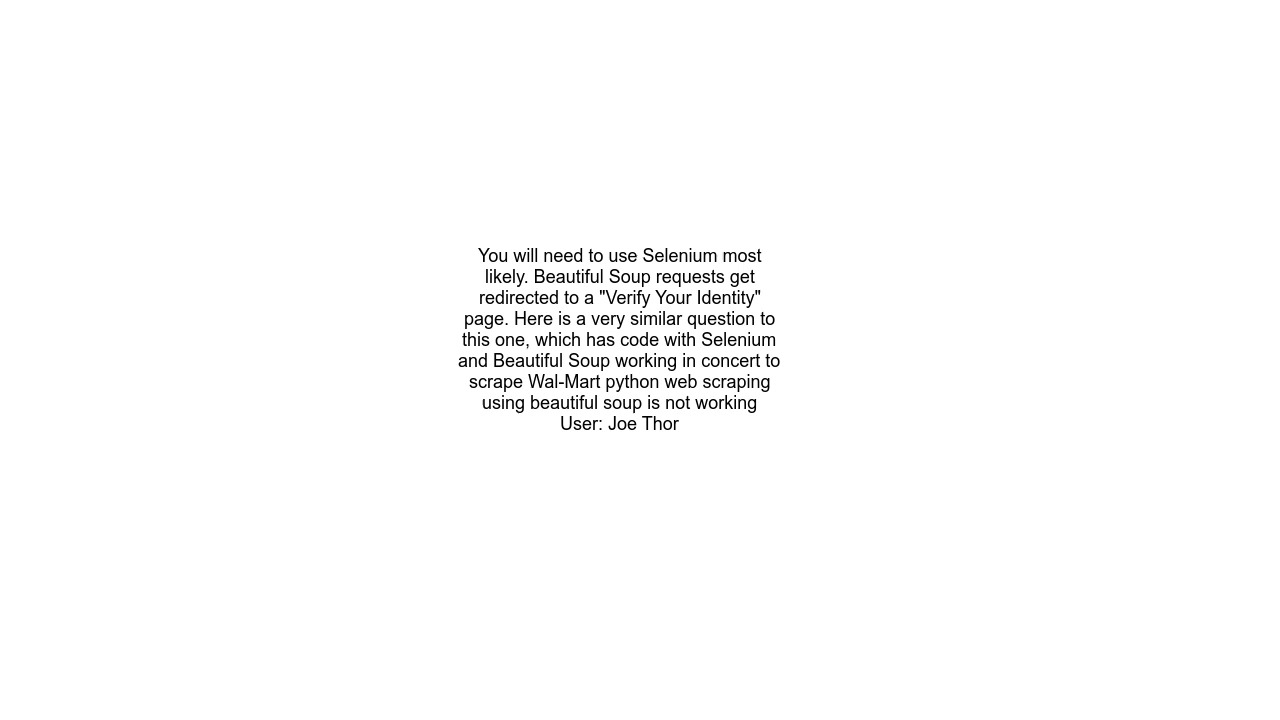 You will need to use Selenium most
likely. Beautiful Soup requests get
redirected to a "Verify Your Identity"
page. Here is a very similar question to
this one, which has code with Selenium
and Beautiful Soup working in concert to
scrape Wal-Mart python web scraping
using beautiful soup is not working
User: Joe Thor